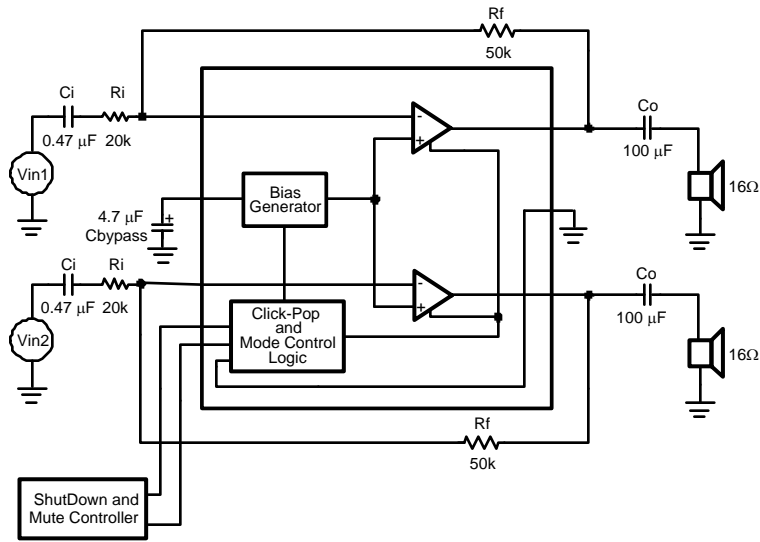 Rf
50k
Ci
Ri
0.47 μF
20k
Vin1
-
+
Co
100 μF
16Ω
Bias
Generator
4.7 μF
+
Cbypass
Ci
Ri
0.47 μF
20k
Vin2
-
+
Co
100 μF
16Ω
Click-Pop
and
Mode Control
Logic
Rf
50k
ShutDown and
Mute Controller